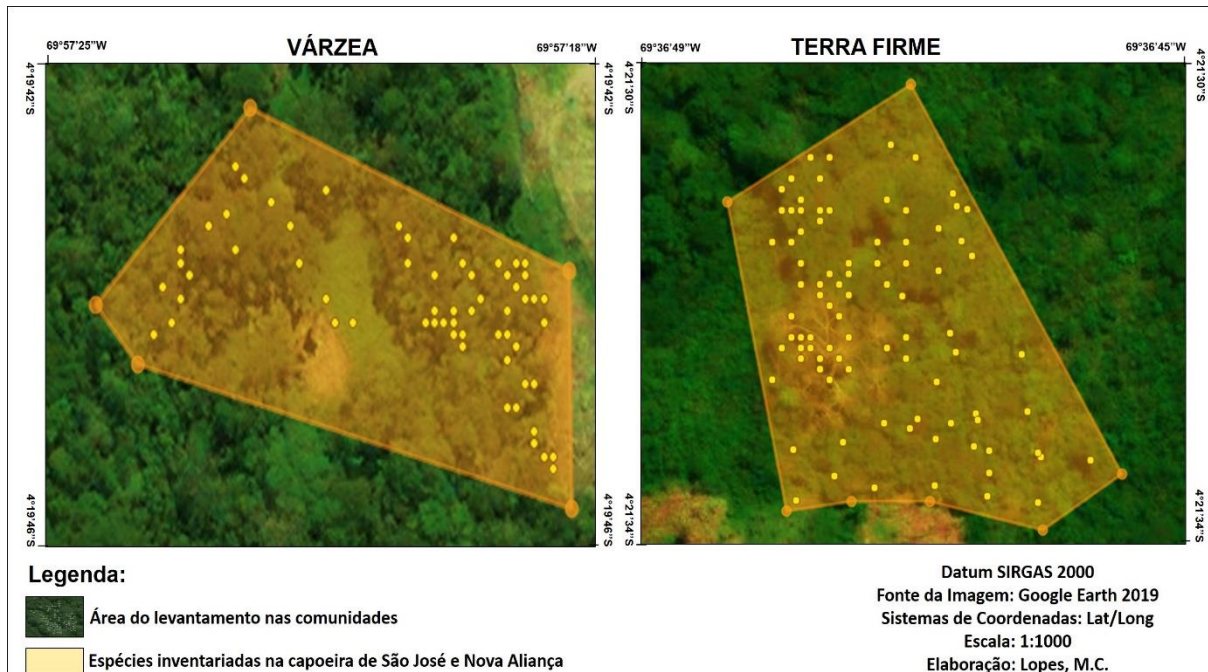 VÁRZEA
69°57'25"W
69°57'18"W
4°19'42"S
4°19'42"S
4°19'46"S
4°19'46"S
TERRA FIRME
69°36'49"W
69°36'45"W
4°21'30"S
4°21'30"S
4°21'34"S
4°21'34"S
Legenda:
Área do levantamento nas comunidades
Espécies inventariadas na capoeira de São José e Nova Aliança
Datum SIRGAS 2000
Fonte da Imagem: Google Earth 2019
Sistemas de Coordenadas: Lat/Long
Escala: 1:1000
Elaboração: Lopes, M.C.